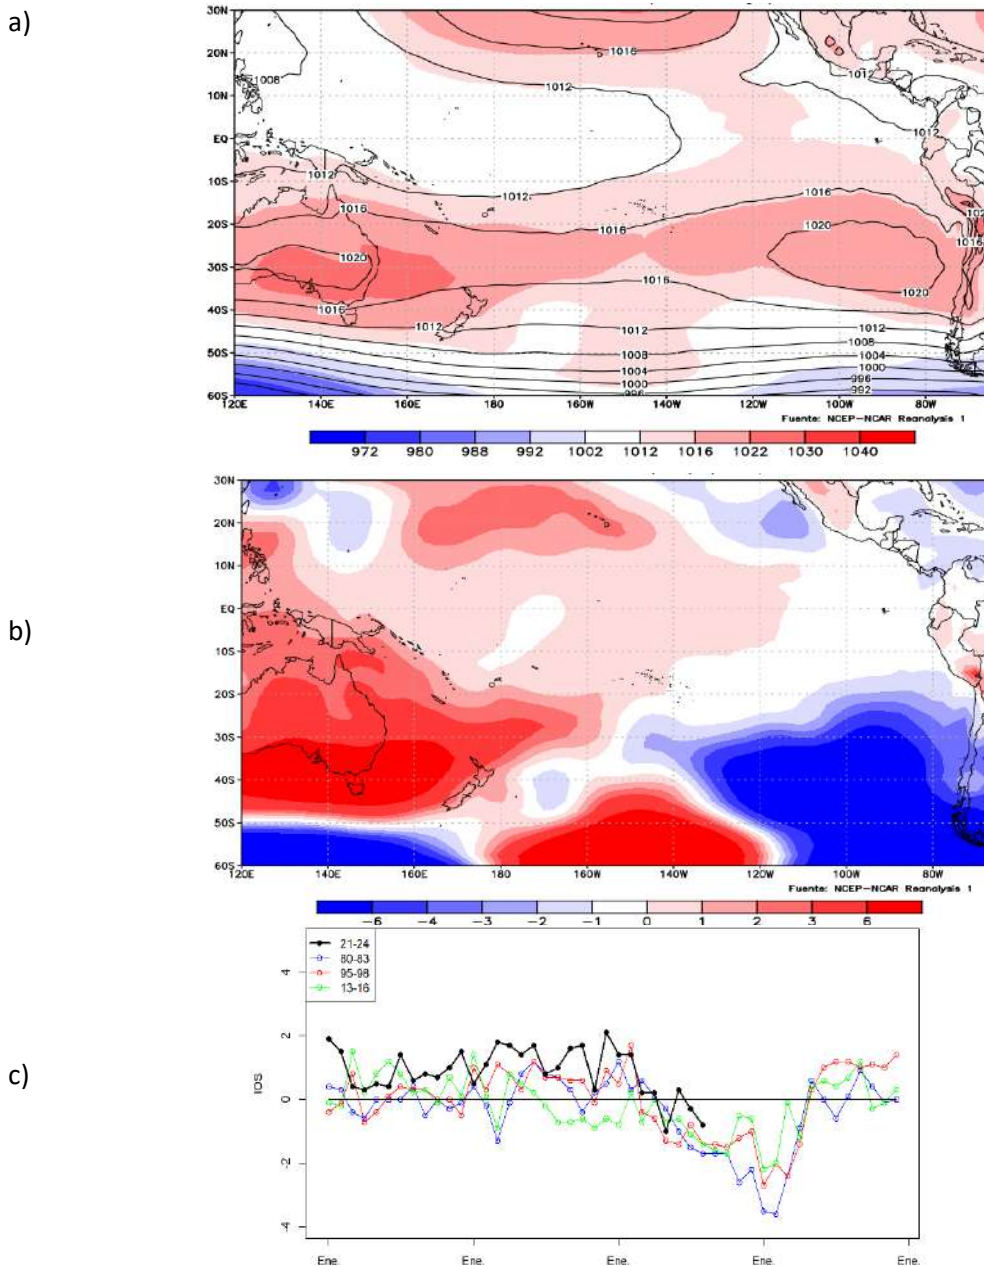 a)
30N
20N
10N
EQ
10S
20S
30S
40S
50S
60S
1016
1008
1012
1012
1012
1012
1012
1016
1016
1020
1016
1020
1016
1020
1016
1016
1012
1012
1012
1008
1008
1004
1004
1000
1000
996
992
120E 140E 160E 180 160W 140W 120W 100W 80W
Fuente: NCEP-NCAR Reanalysis 1
972 980 988 992 1002 1012 1016 1022 1030 1040
b)
30N
20N
10N
EQ
10S
20S
30S
40S
50S
60S
120E 140E 160E 180 160W 140W 120W 100W 80W
Fuente: NCEP-NCAR Reanalysis 1
-6 -4 -3 -2 -1 0 1 2 3 6
c)
21-24
80-83
95-98
13-16
IOS
4
2
0
-2
-4
Ene. Ene. Ene. Ene. Ene.